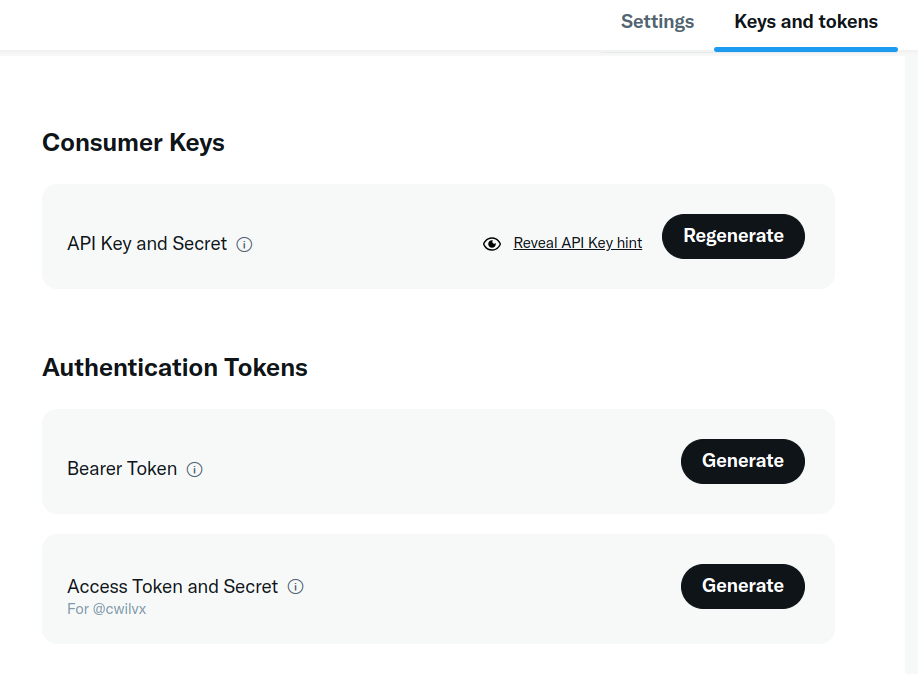 Settings
Keys and tokens
Consumer Keys
API Key and Secret
Reveal API Key hint
Regenerate
Authentication Tokens
Bearer Token
Generate
Access Token and Secret
For @cwilvx
Generate